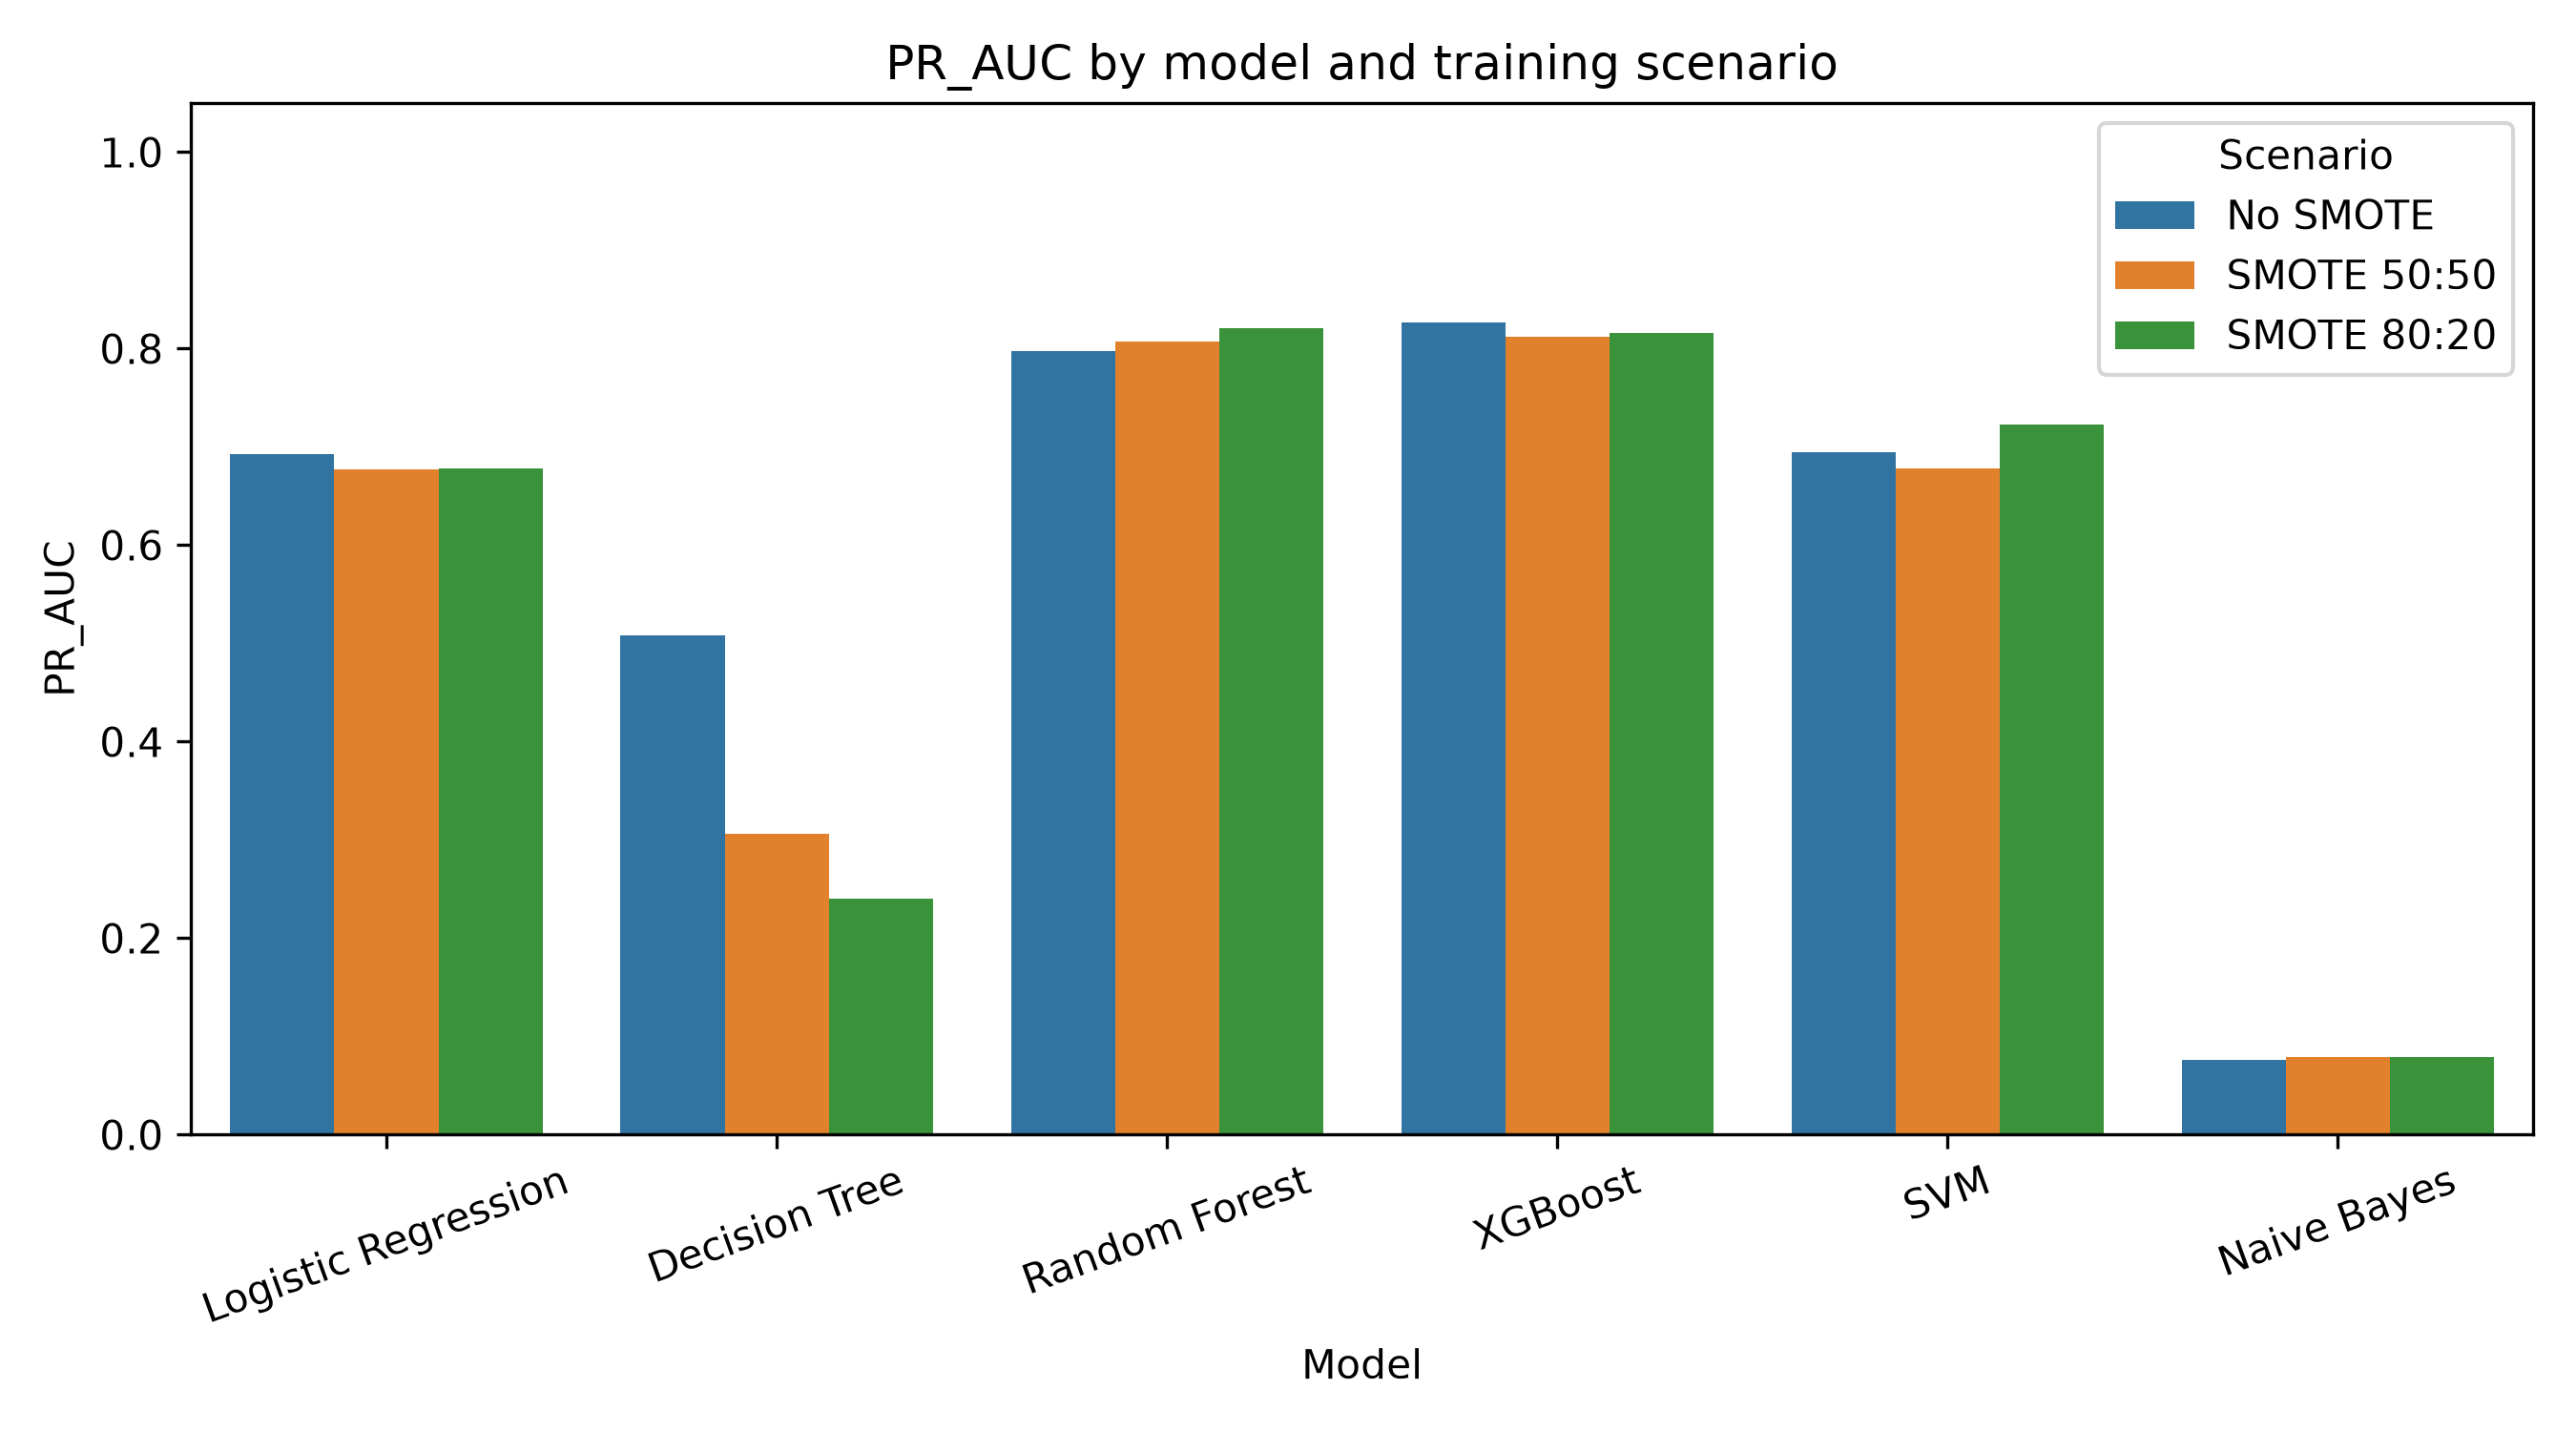 PR_AUC by model and training scenario
Scenario
No SMOTE
SMOTE 50:50
SMOTE 80:20
PR_AUC
1.0
0.8
0.6
0.4
0.2
0.0
Logistic Regression
Decision Tree
Random Forest
XGBoost
SVM
Naive Bayes
Model